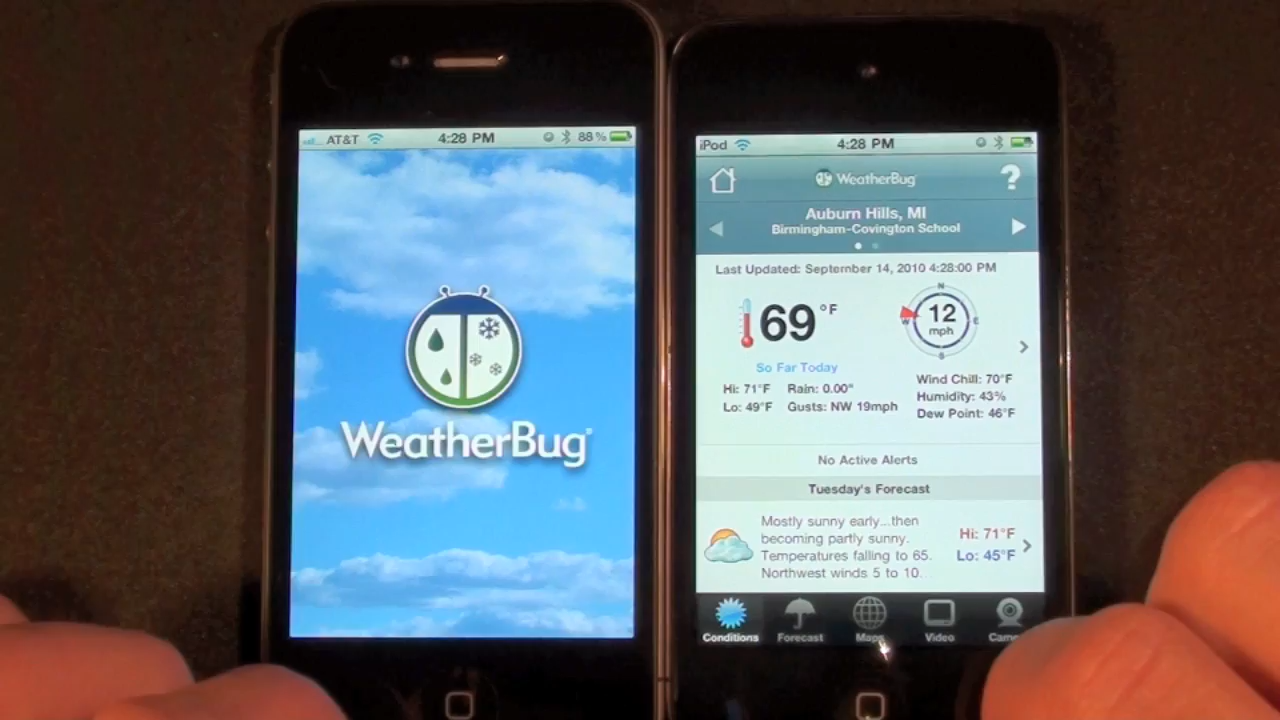 AT&T 4:28 PM 88%
WeatherBug
iPod 4:28 PM
WeatherBug ?
Auburn Hills, MI
Birmingham-Covington School
Last Updated: September 14, 2010 4:28:00 PM
69 °F
N
12
mph
W E
S
So Far Today
Hi: 71°F Rain: 0.00"
Lo: 49°F Gusts: NW 19mph
Wind Chill: 70°F
Humidity: 43%
Dew Point: 46°F
No Active Alerts
Tuesday's Forecast
Mostly sunny early...then
becoming partly sunny.
Temperatures falling to 65.
Northwest winds 5 to 10.
Hi: 71°F
Lo: 45°F
Conditions Forecast Maps Video Came